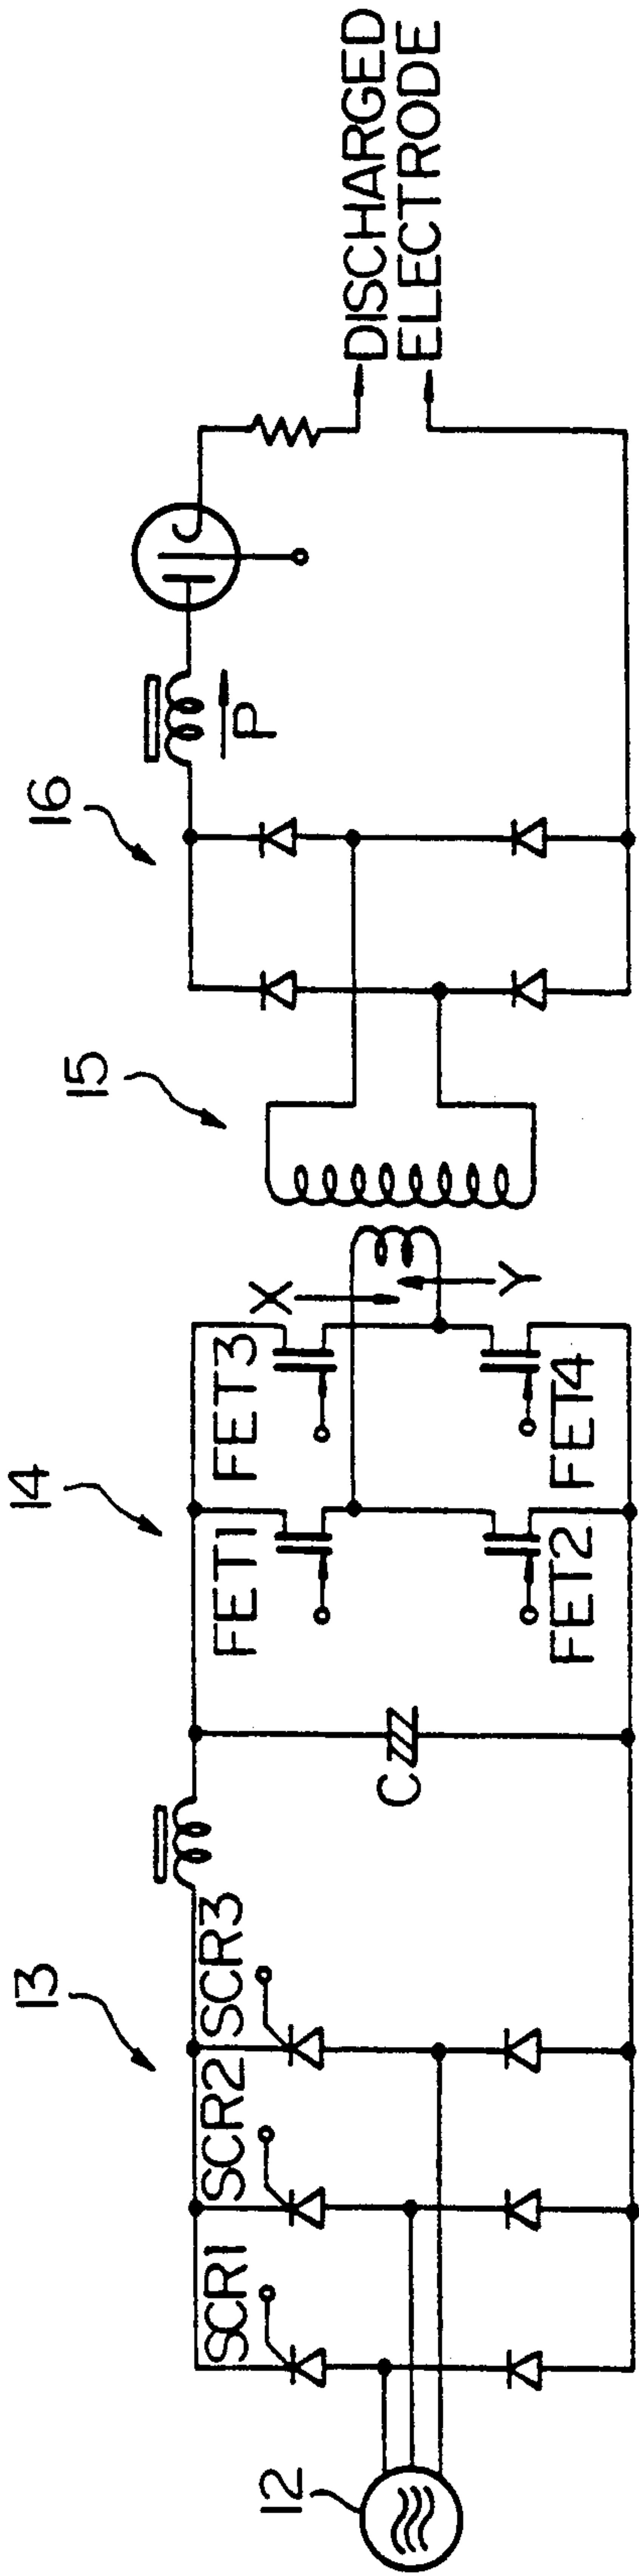 12
13
SCR1
SCR2
SCR3
C
14
FET1
FET2
FET3
FET4
X
Y
15
16
P
DISCHARGED
ELECTRODE